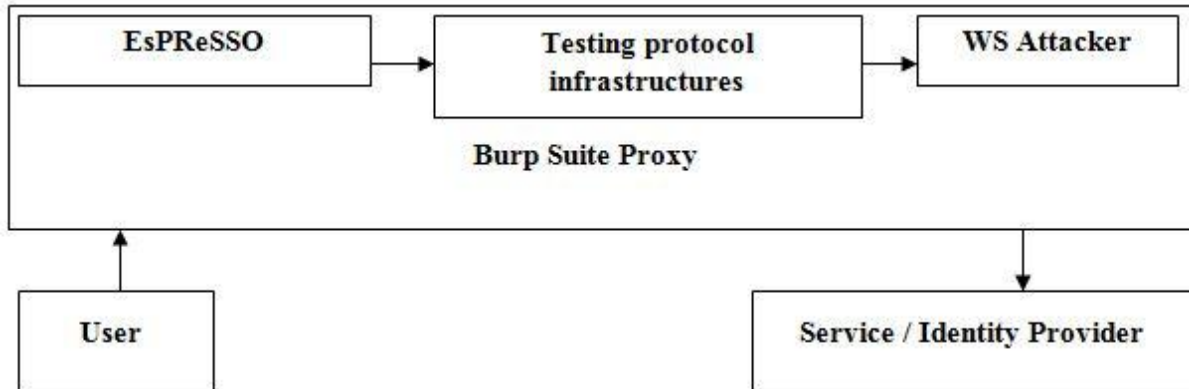 EsPReSSO
Testing protocol
infrastructures
WS Attacker
Burp Suite Proxy
User
Service / Identity Provider